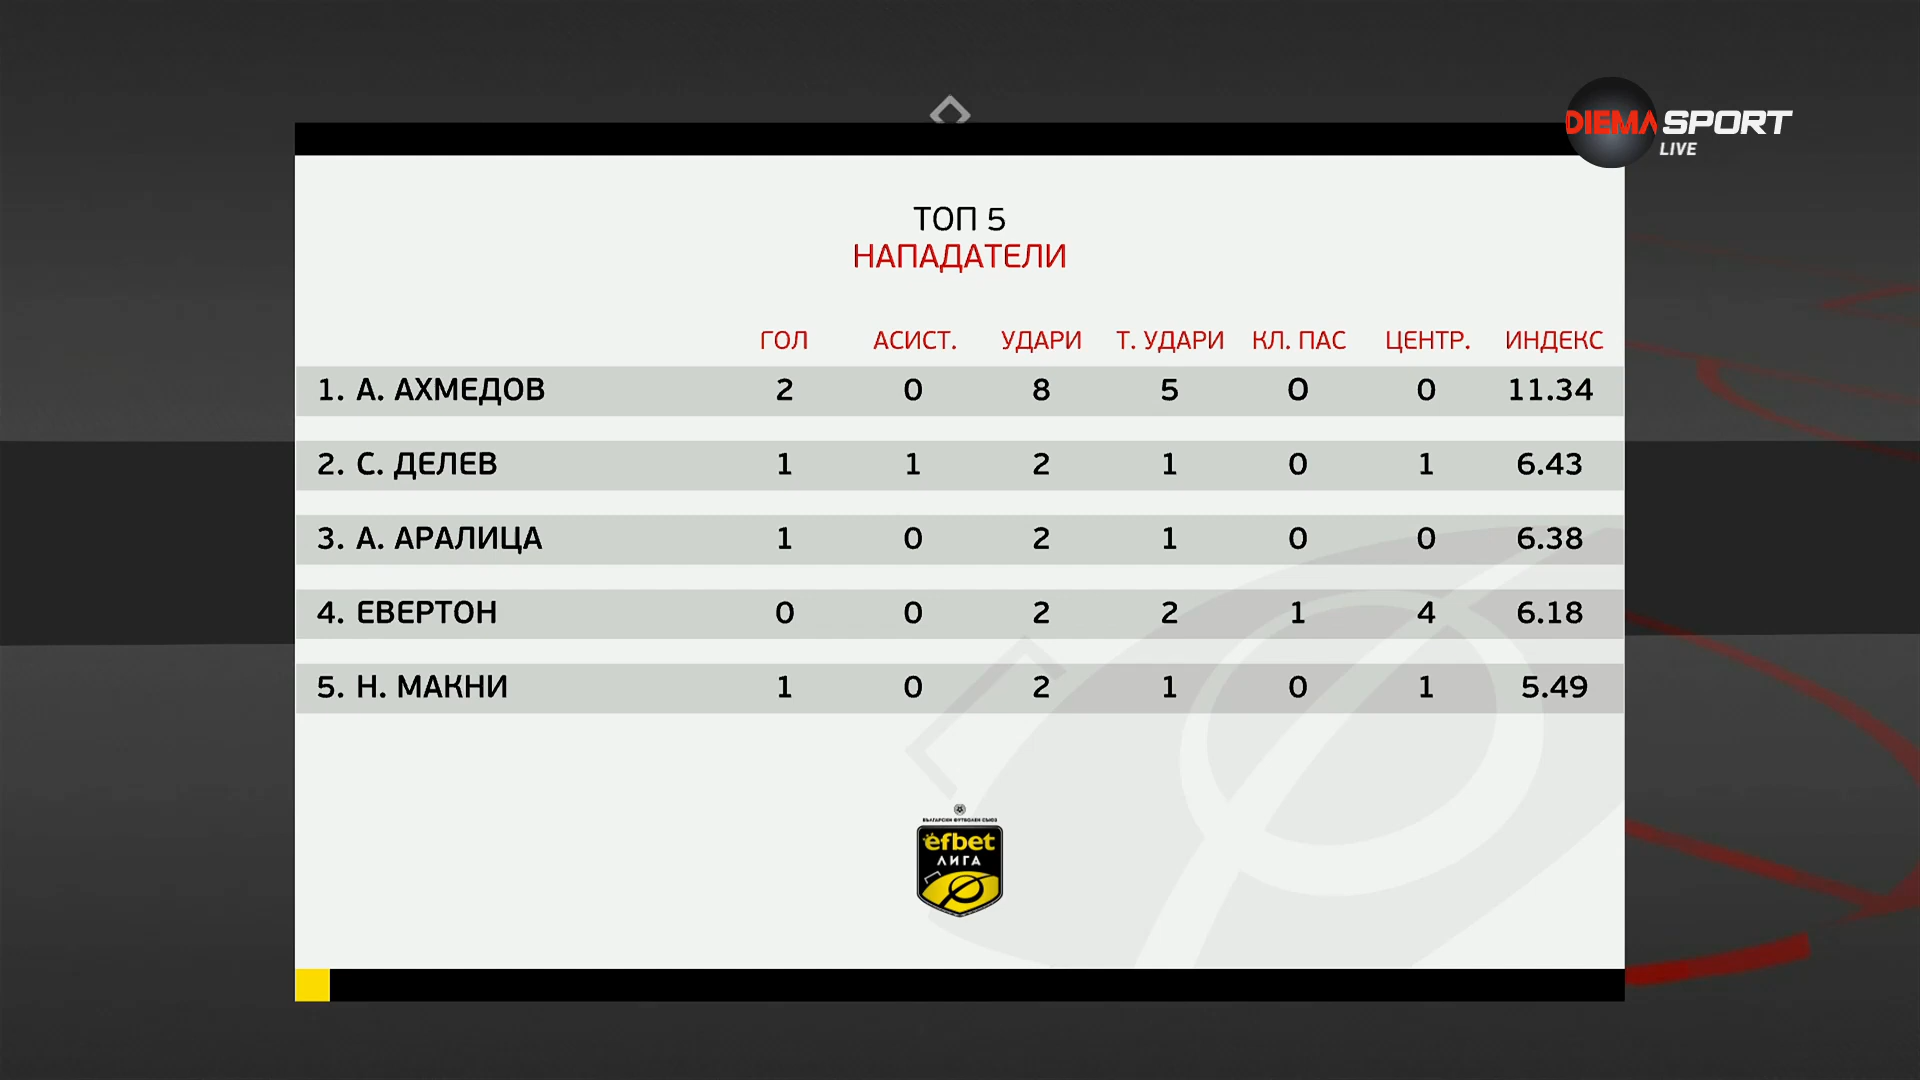 DIEMA SPORT
LIVE
ТОП 5
НАПАДАТЕЛИ
ГОЛ АСИСТ. УДАРИ Т. УДАРИ КЛ. ПАС ЦЕНТР. ИНДЕКС
1. А. АХМЕДОВ 2 0 8 5 0 0 11.34
2. С. ДЕЛЕВ 1 1 2 1 0 1 6.43
3. А. АРАЛИЦА 1 0 2 1 0 0 6.38
4. ЕВЕРТОН 0 0 2 2 1 4 6.18
5. Н. МАКНИ 1 0 2 1 0 1 5.49
БЪЛГАРСКИ ФУТБОЛЕН СЪЮЗ
efbet
ЛИГА